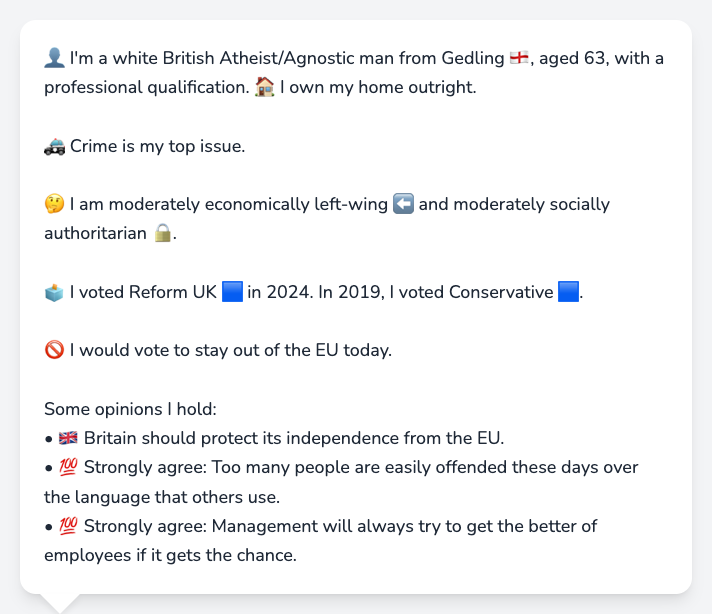 👤 I'm a white British Atheist/Agnostic man from Gedling 🏴󠁧󠁢󠁥󠁮󠁧󠁿, aged 63, with a
professional qualification. 🏠 I own my home outright.
🚓 Crime is my top issue.
🤔 I am moderately economically left-wing ⬅️ and moderately socially
authoritarian 🔒.
🗳️ I voted Reform UK 🟦 in 2024. In 2019, I voted Conservative 🟦.
🚫 I would vote to stay out of the EU today.
Some opinions I hold:
• 🇬🇧 Britain should protect its independence from the EU.
• 💯 Strongly agree: Too many people are easily offended these days over
the language that others use.
• 💯 Strongly agree: Management will always try to get the better of
employees if it gets the chance.